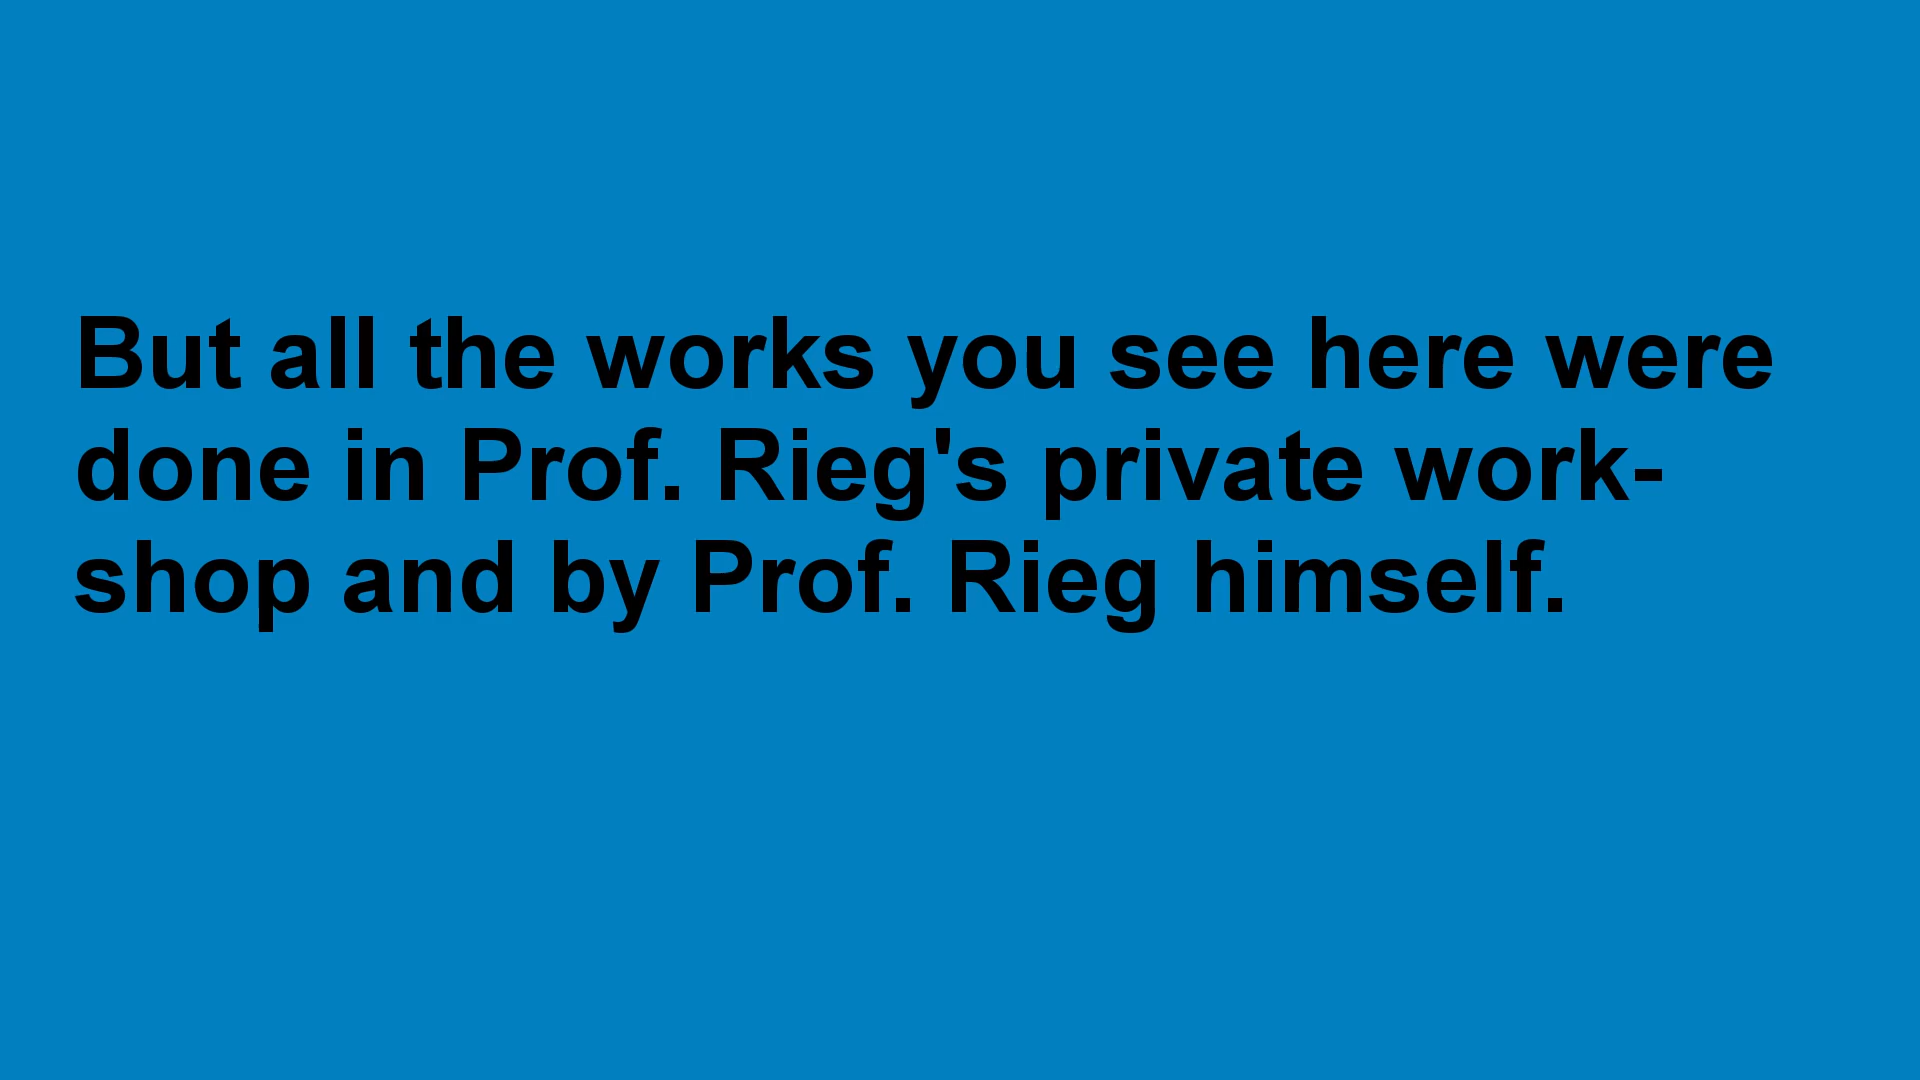 But all the works you see here were
done in Prof. Rieg's private work-
shop and by Prof. Rieg himself.